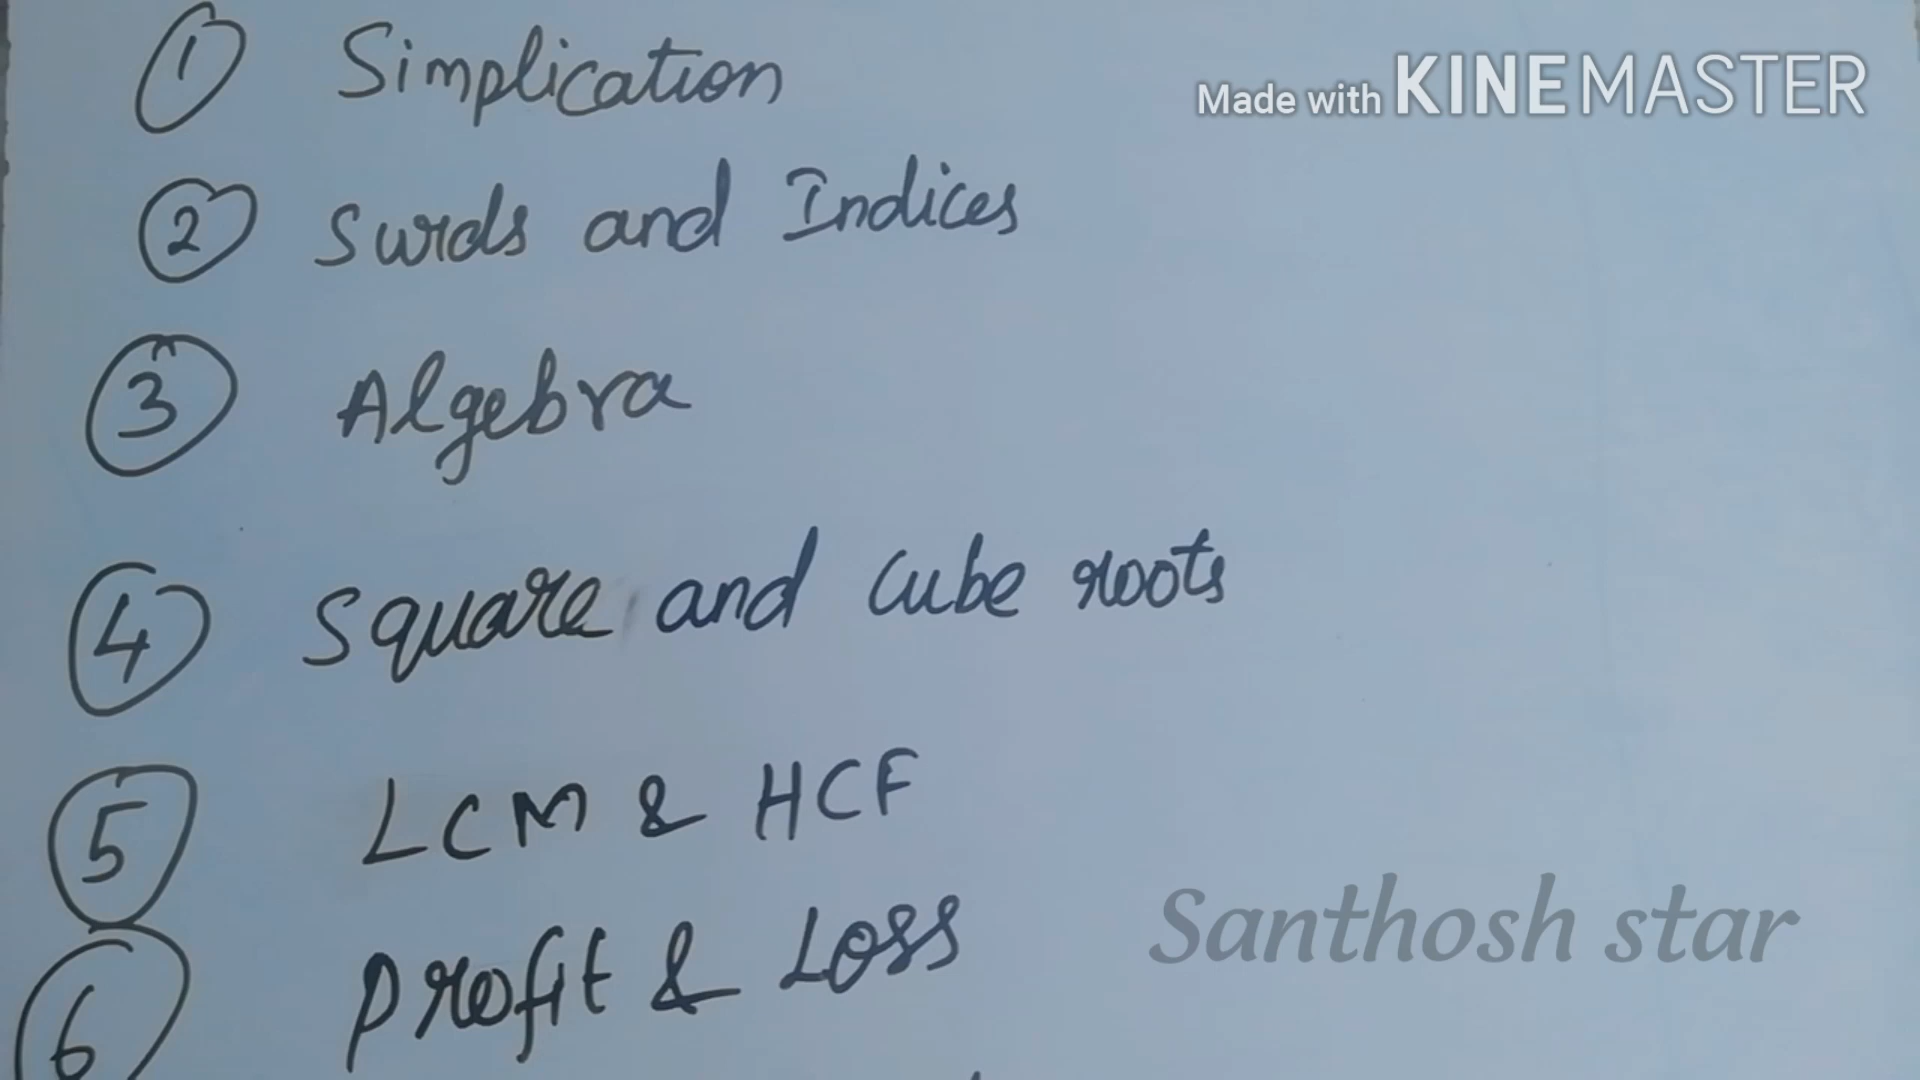 ① Simplication
Made with KINEMASTER
② Surds and Indices
③ Algebra
④ Square and Cube roots
⑤ LCM & HCF
⑥ Profit & Loss
Santhosh star